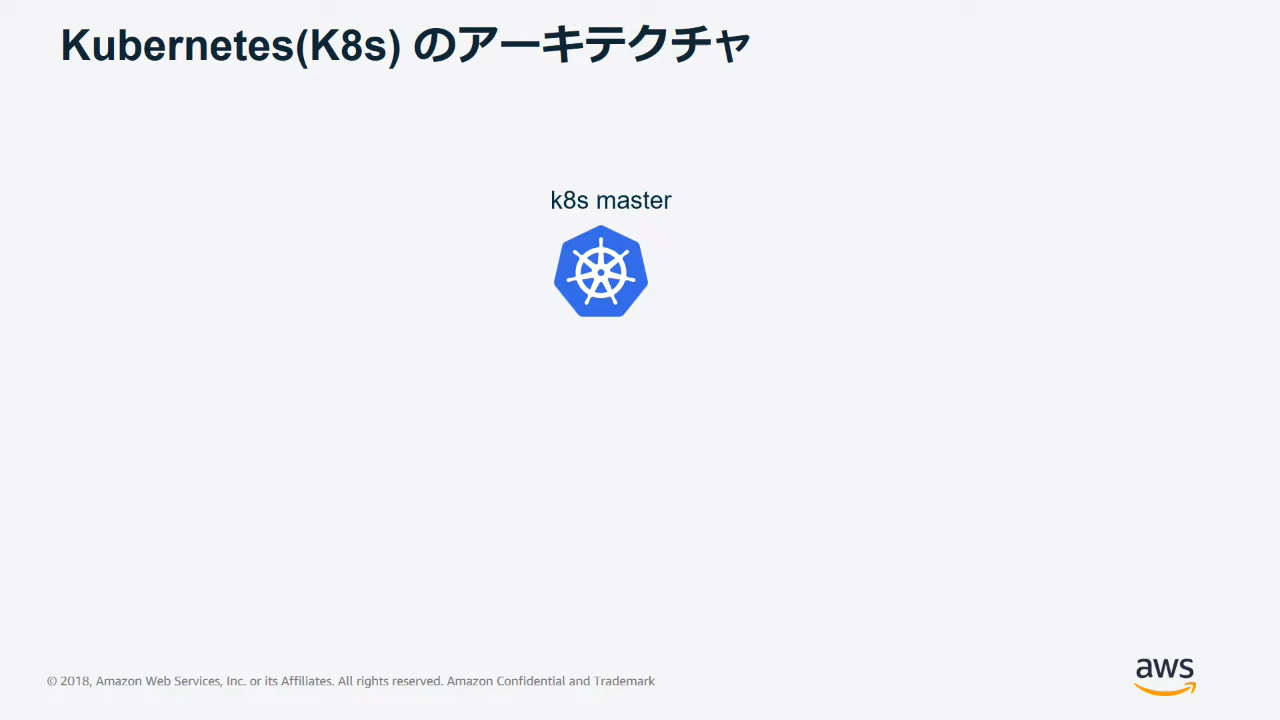 Kubernetes(K8s) のアーキテクチャ
k8s master
© 2018, Amazon Web Services, Inc. or its Affiliates. All rights reserved. Amazon Confidential and Trademark
aws